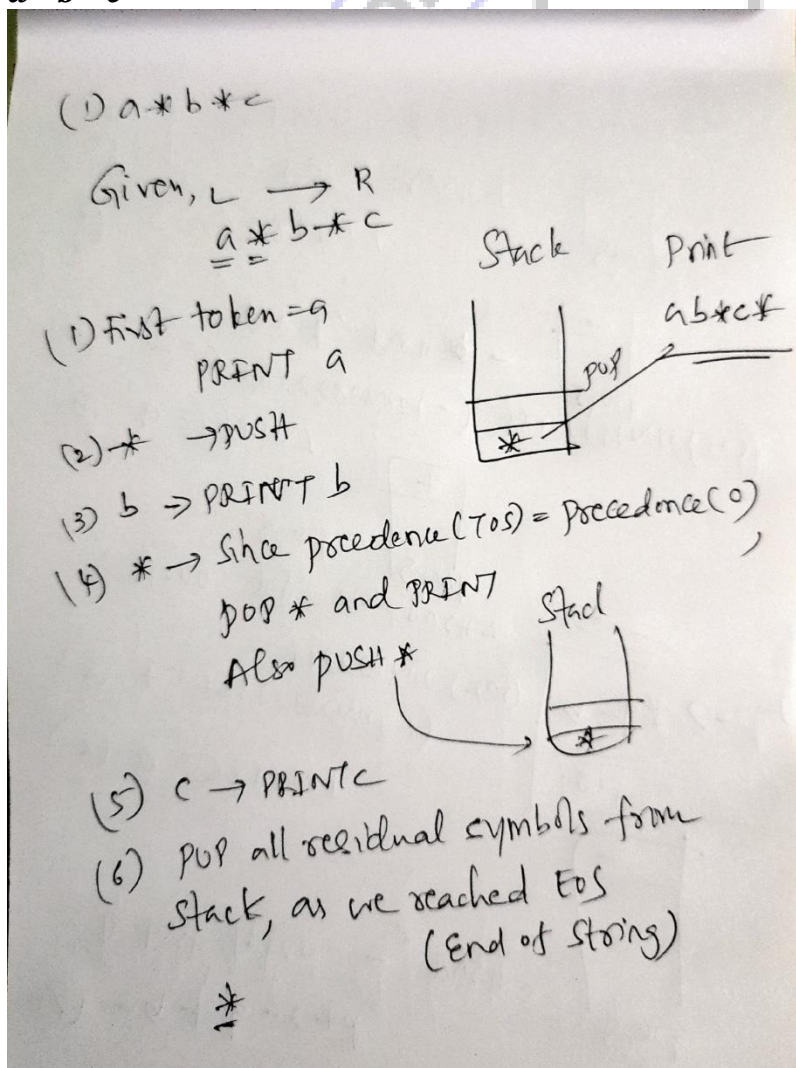 (1) a*b*c
Given, L → R
a * b * c
Stack Print
(1) First token = a
ab*c*
PRINT a
POP
*
(2) * → PUSH
(3) b → PRINT b
(4) * → Since precedence (TOS) = precedence (0),
POP * and PRINT
Stack
Also PUSH *
*
(5) c → PRINT c
(6) POP all residual symbols from
stack, as we reached EOS
(End of String)
*